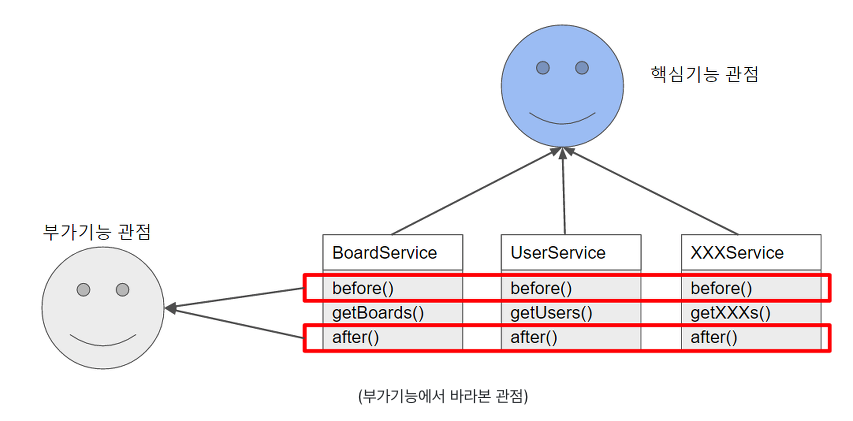 핵심기능 관점
부가기능 관점
BoardService UserService XXXService
before() before() before()
getBoards() getUsers() getXXXs()
after() after() after()
(부가기능에서 바라본 관점)